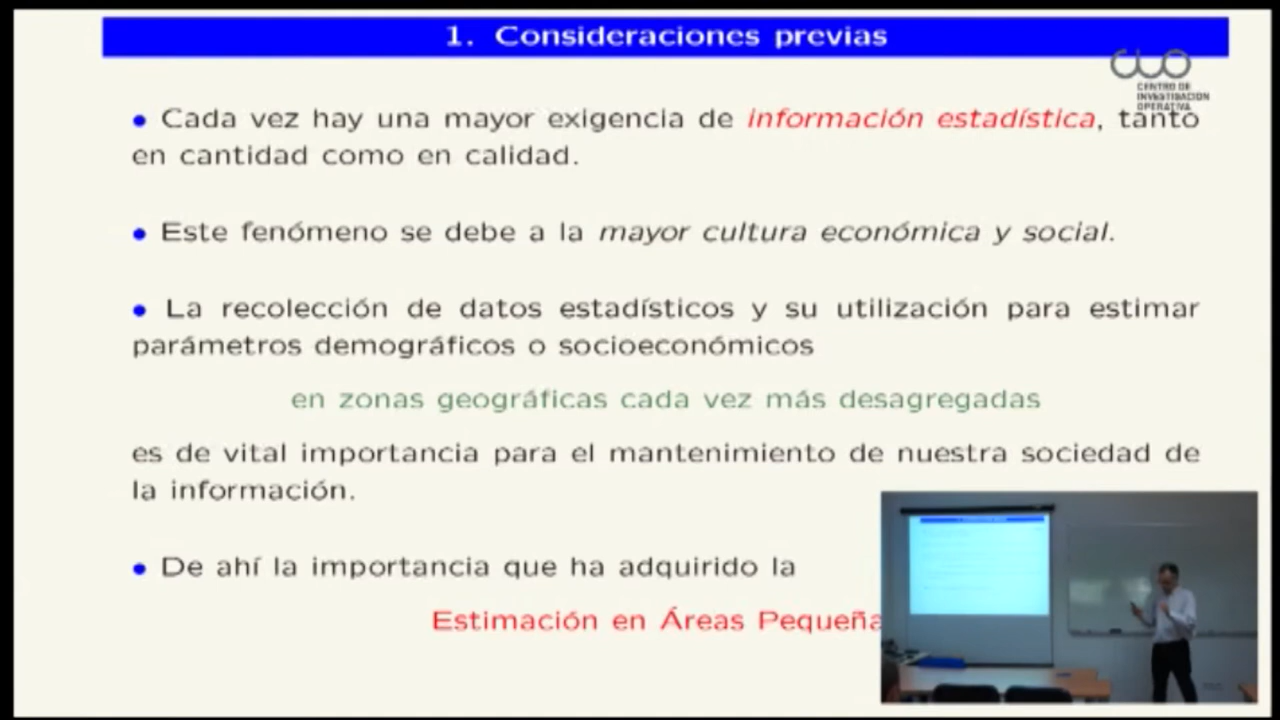 1. Consideraciones previas
CIO
CENTRO DE
INVESTIGACIÓN
OPERATIVA
• Cada vez hay una mayor exigencia de información estadística, tanto
en cantidad como en calidad.
• Este fenómeno se debe a la mayor cultura económica y social.
• La recolección de datos estadísticos y su utilización para estimar
parámetros demográficos o socioeconómicos
en zonas geográficas cada vez más desagregadas
es de vital importancia para el mantenimiento de nuestra sociedad de
la información.
• De ahí la importancia que ha adquirido la
Estimación en Áreas Pequeña